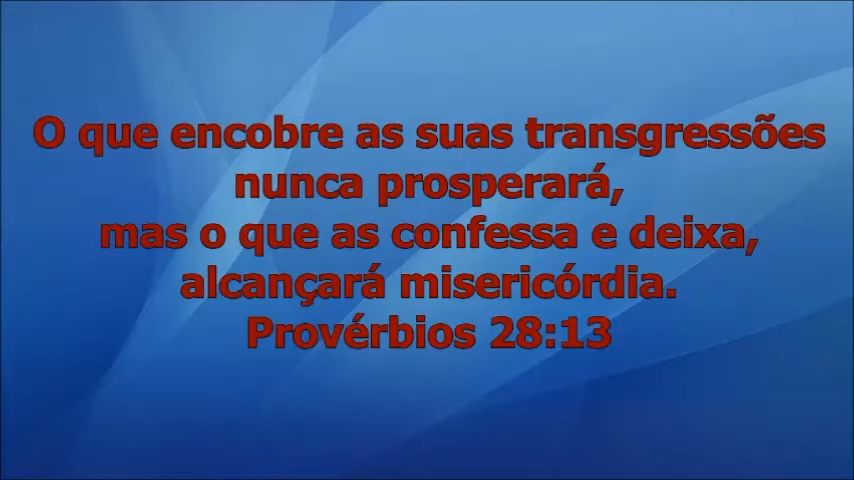 O que encobre as suas transgressões
nunca prosperará,
mas o que as confessa e deixa,
alcançará misericórdia.
Provérbios 28:13